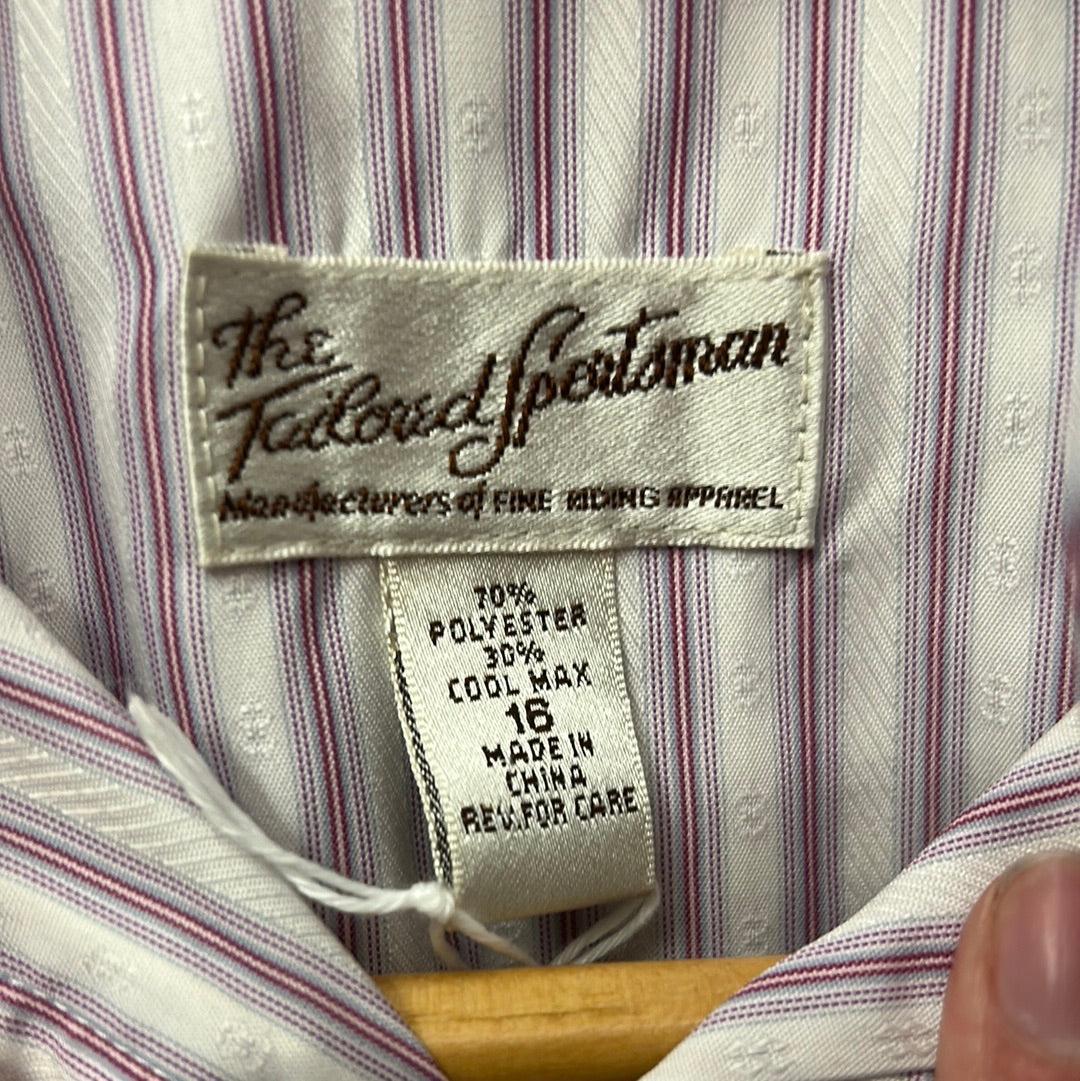 The
Tailored Sportsman
Manufacturers of FINE RIDING APPAREL
70%
POLYESTER
30%
COOL MAX
16
MADE IN
CHINA
REV.FOR CARE